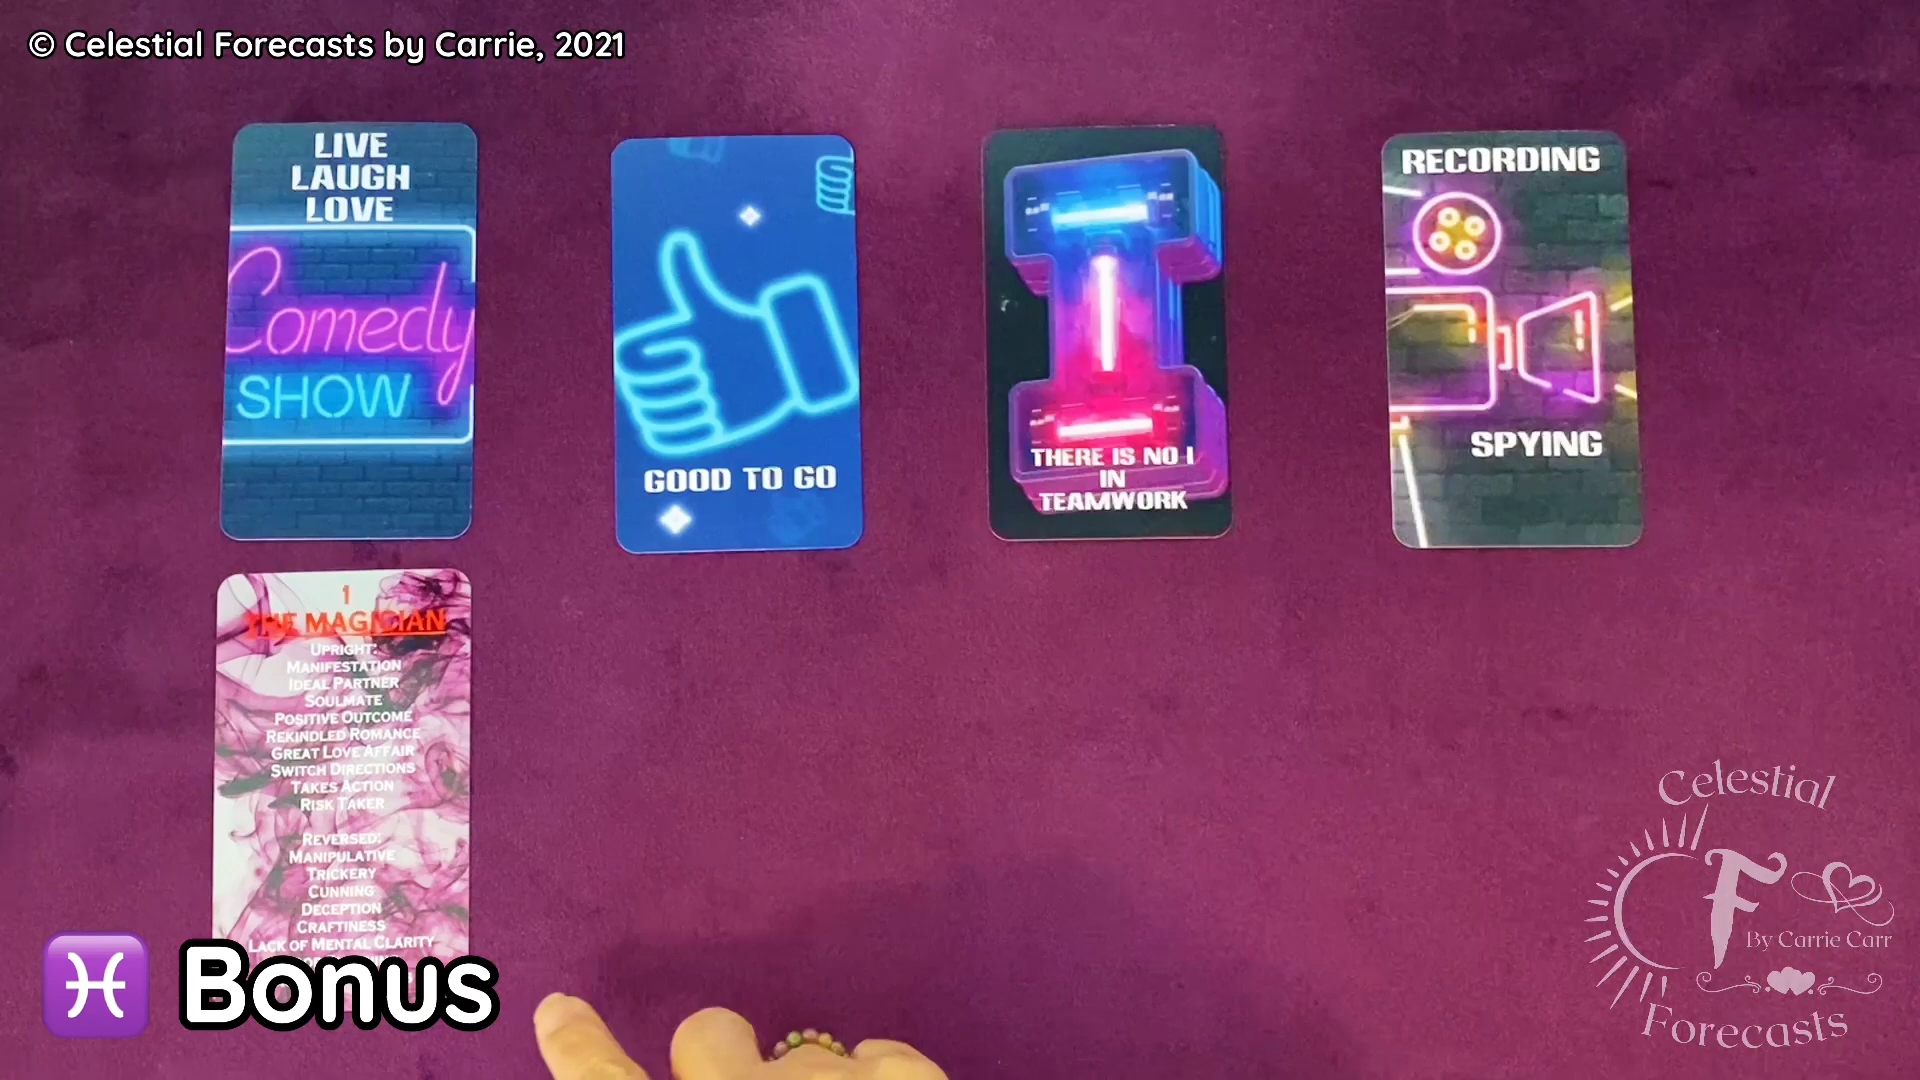 © Celestial Forecasts by Carrie, 2021
LIVE
LAUGH
LOVE
Comedy
SHOW
GOOD TO GO
THERE IS NO I
IN
TEAMWORK
RECORDING
SPYING
1
THE MAGICIAN
UPRIGHT:
MANIFESTATION
IDEAL PARTNER
SOULMATE
POSITIVE OUTCOME
REKINDLED ROMANCE
GREAT LOVE AFFAIR
SWITCH DIRECTIONS
TAKES ACTION
RISK TAKER
REVERSED:
MANIPULATIVE
TRICKERY
CUNNING
DECEPTION
CRAFTINESS
LACK OF MENTAL CLARITY
♓ Bonus
Celestial
F
By Carrie Carr
Forecasts